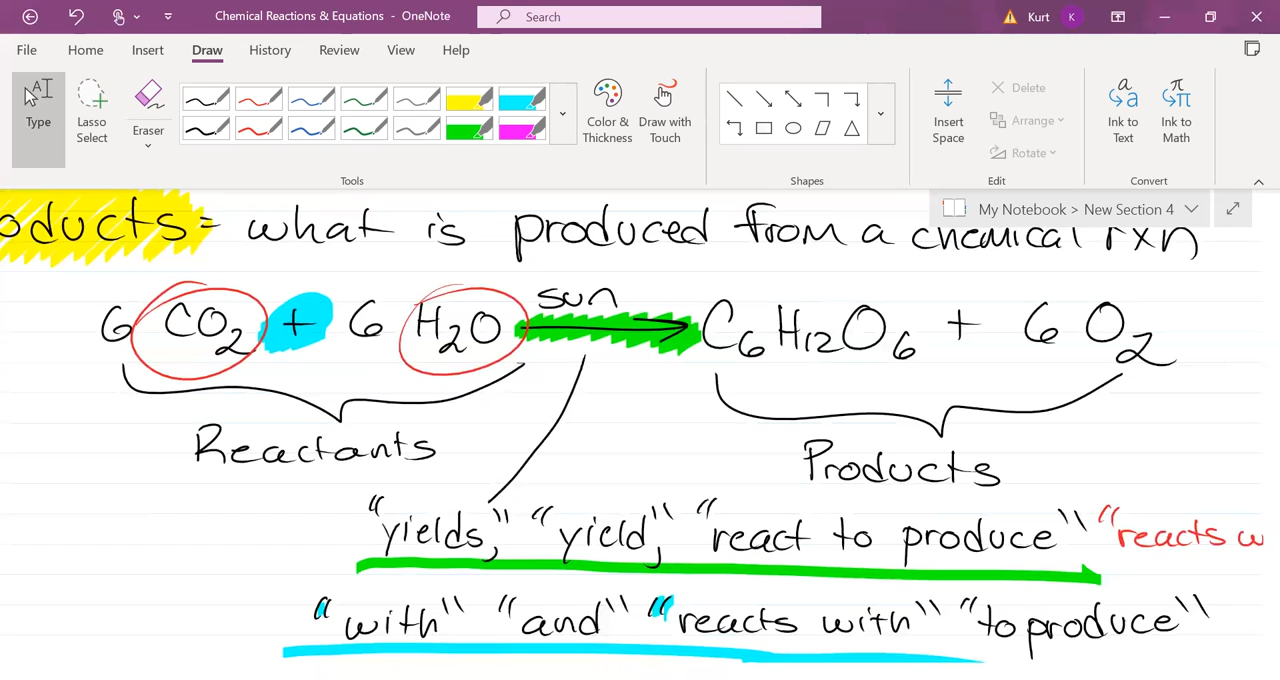 Chemical Reactions & Equations - OneNote
Search
Kurt
K
File Home Insert Draw History Review View Help
Type
Lasso Select
Eraser
Color & Thickness
Draw with Touch
Insert Space
Delete
Arrange
Rotate
Ink to Text
Ink to Math
Tools
Shapes
Edit
Convert
My Notebook > New Section 4
oducts = what is produced from a chemical rxn
sun
6 CO2 + 6 H2O → C6H12O6 + 6 O2
Reactants
Products
"yields," "yield," "react to produce" "reacts w
"with" "and" "reacts with" "to produce"